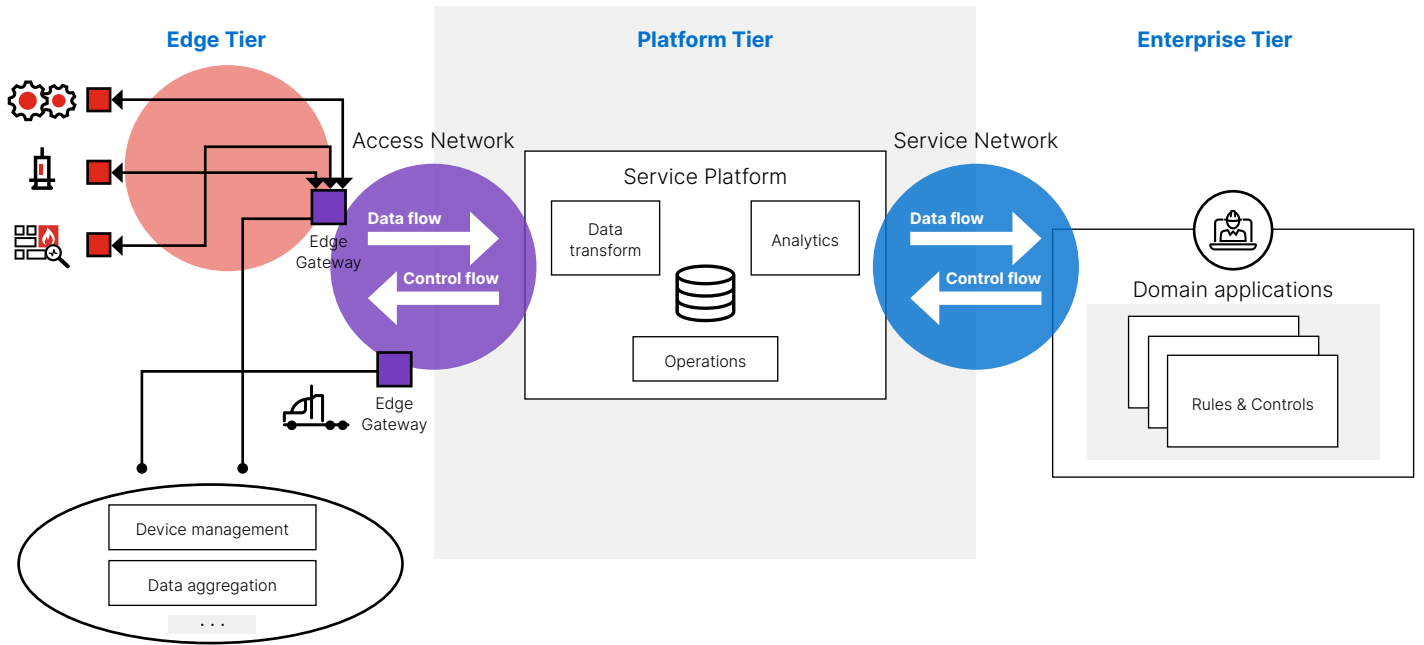 Edge Tier
Platform Tier
Enterprise Tier
Access Network
Service Network
Service Platform
Data
transform
Analytics
Operations
Data flow
Control flow
Data flow
Control flow
Edge
Gateway
Edge
Gateway
Domain applications
Rules & Controls
Device management
Data aggregation
...